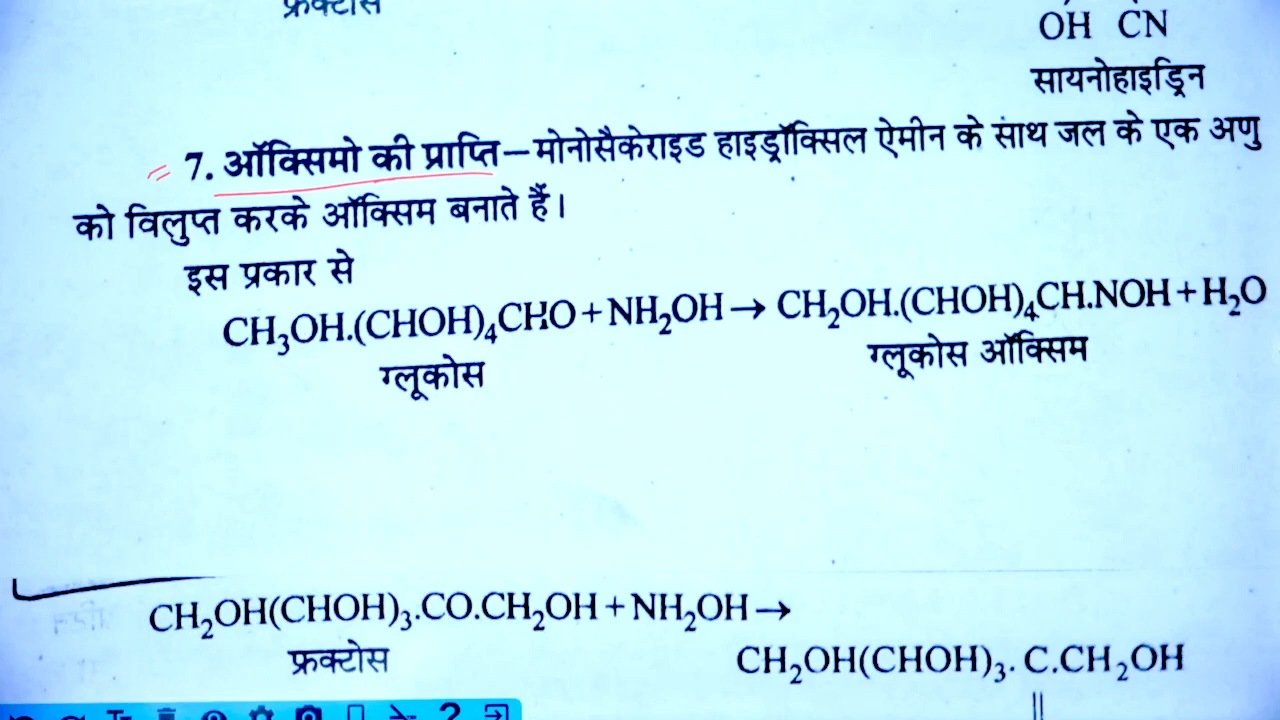 फ्रक्टोस
OH CN
सायनोहाइड्रिन
7. ऑक्सिमो की प्राप्ति—मोनोसैकेराइड हाइड्रॉक्सिल ऐमीन के साथ जल के एक अणु
को विलुप्त करके ऑक्सिम बनाते हैं।
इस प्रकार से
CH₃OH.(CHOH)₄CHO + NH₂OH → CH₂OH.(CHOH)₄CH.NOH + H₂O
ग्लूकोस ग्लूकोस ऑक्सिम
CH₂OH(CHOH)₃.CO.CH₂OH + NH₂OH →
फ्रक्टोस
CH₂OH(CHOH)₃. C.CH₂OH
||